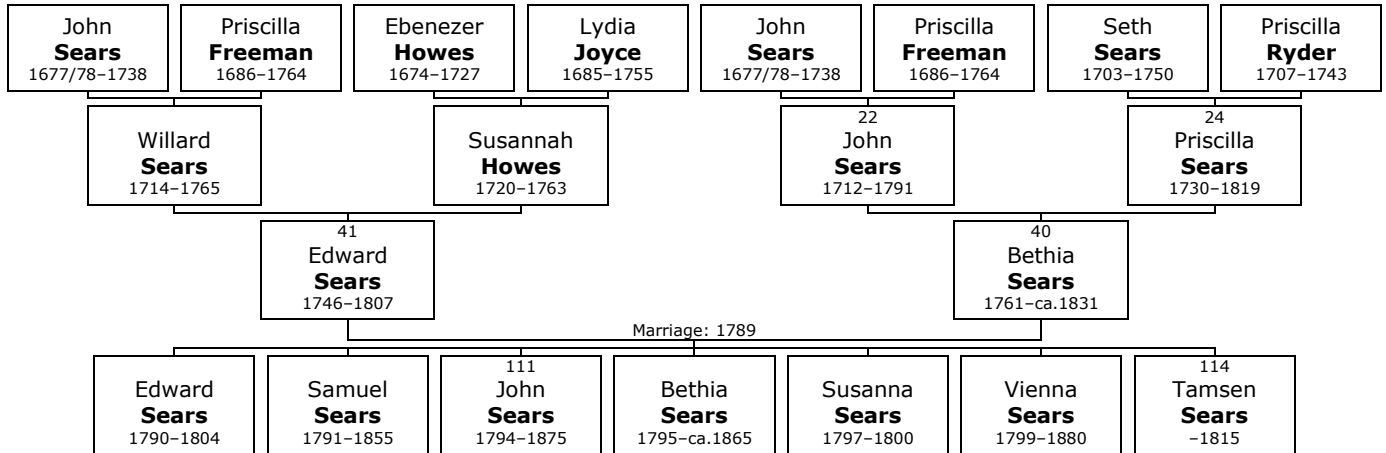 John
Sears
1677/78–1738
Priscilla
Freeman
1686–1764
Ebenezer
Howes
1674–1727
Lydia
Joyce
1685–1755
John
Sears
1677/78–1738
Priscilla
Freeman
1686–1764
Seth
Sears
1703–1750
Priscilla
Ryder
1707–1743
Willard
Sears
1714–1765
Susannah
Howes
1720–1763
22
John
Sears
1712–1791
24
Priscilla
Sears
1730–1819
41
Edward
Sears
1746–1807
40
Bethia
Sears
1761–ca.1831
Marriage: 1789
Edward
Sears
1790–1804
Samuel
Sears
1791–1855
111
John
Sears
1794–1875
Bethia
Sears
1795–ca.1865
Susanna
Sears
1797–1800
Vienna
Sears
1799–1880
114
Tamsen
Sears
–1815